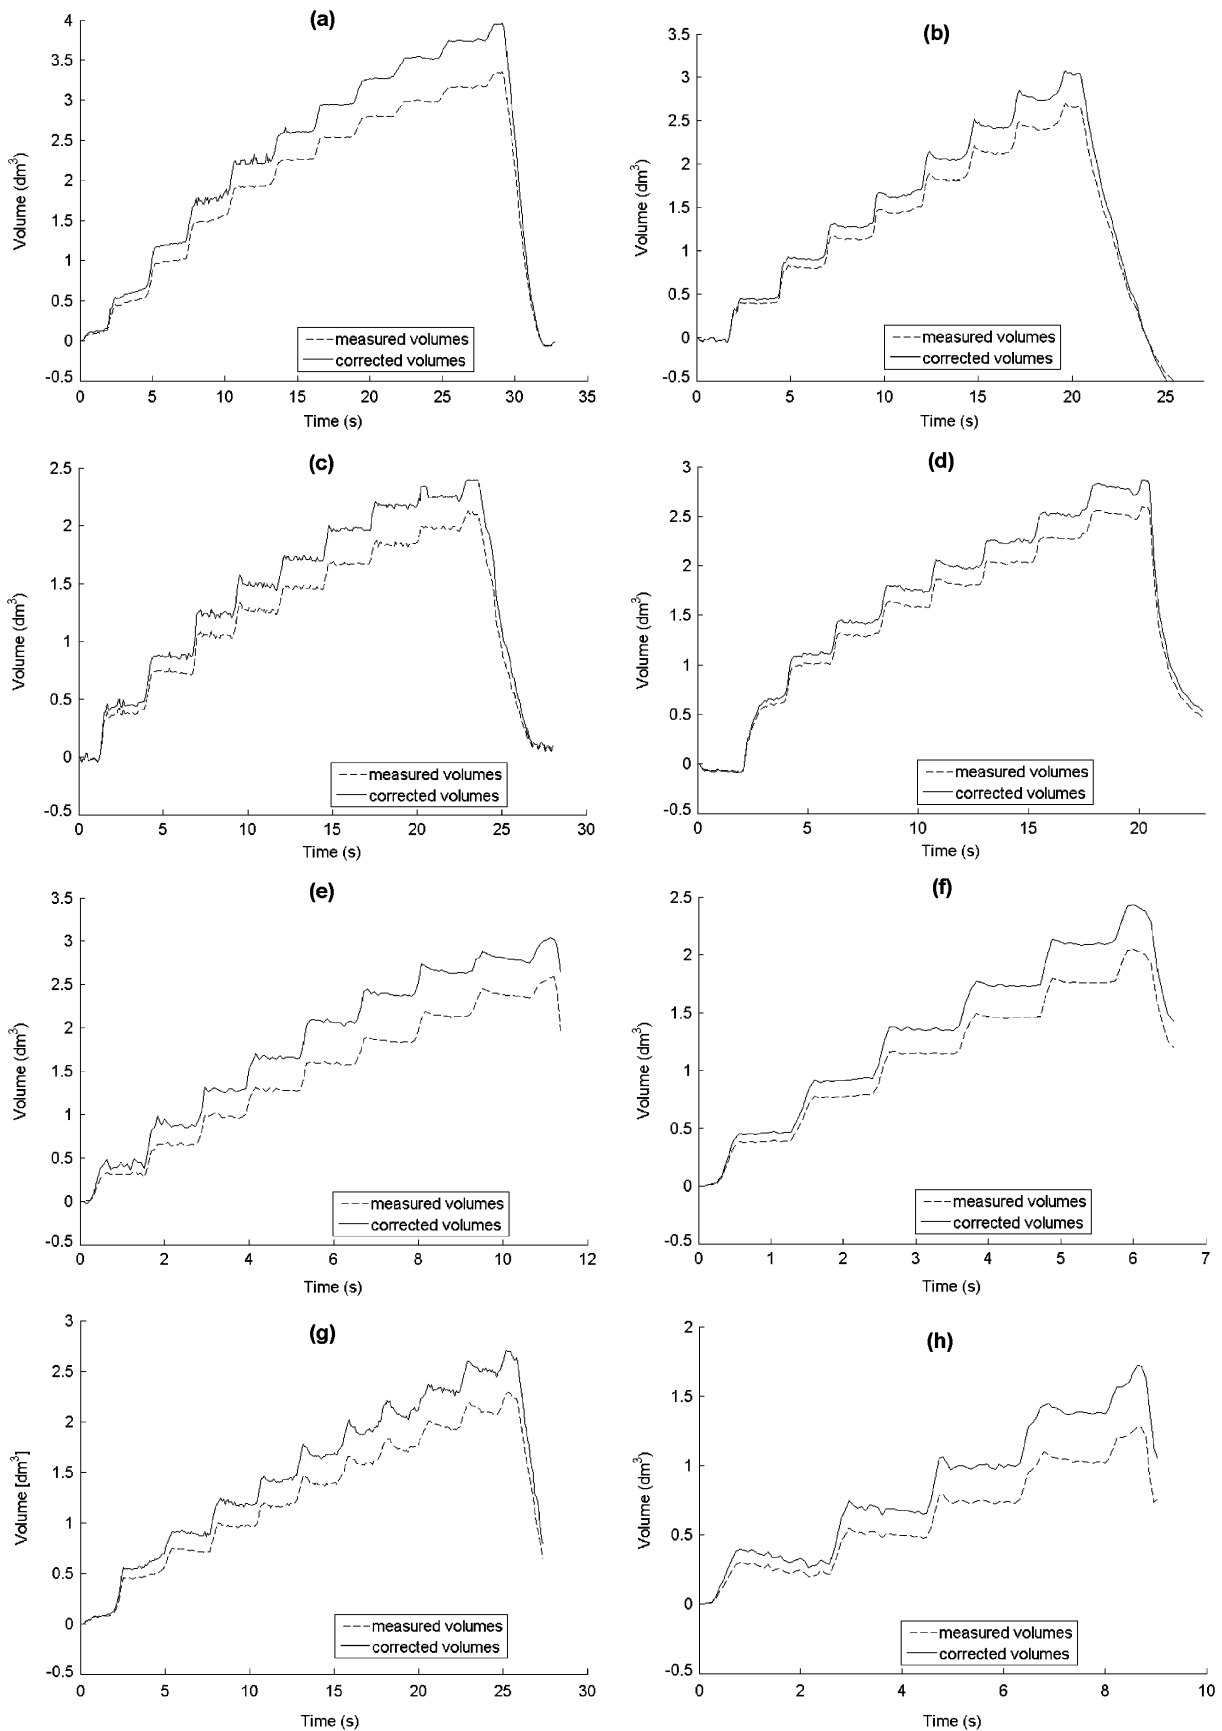 (a)
4
3.5
3
2.5
2
1.5
1
0.5
0
-0.5
Volume (dm³)
measured volumes
corrected volumes
0 5 10 15 20 25 30 35
Time (s)
(b)
3.5
3
2.5
2
1.5
1
0.5
0
-0.5
Volume (dm³)
measured volumes
corrected volumes
0 5 10 15 20 25
Time (s)
(c)
2.5
2
1.5
1
0.5
0
-0.5
Volume (dm³)
measured volumes
corrected volumes
0 5 10 15 20 25 30
Time (s)
(d)
3
2.5
2
1.5
1
0.5
0
-0.5
Volume (dm³)
measured volumes
corrected volumes
0 5 10 15 20
Time (s)
(e)
3.5
3
2.5
2
1.5
1
0.5
0
-0.5
Volume (dm³)
measured volumes
corrected volumes
0 2 4 6 8 10 12
Time (s)
(f)
2.5
2
1.5
1
0.5
0
-0.5
Volume (dm³)
measured volumes
corrected volumes
0 1 2 3 4 5 6 7
Time (s)
(g)
3
2.5
2
1.5
1
0.5
0
-0.5
Volume [dm³]
measured volumes
corrected volumes
0 5 10 15 20 25 30
Time (s)
(h)
2
1.5
1
0.5
0
-0.5
Volume (dm³)
measured volumes
corrected volumes
0 2 4 6 8 10
Time (s)